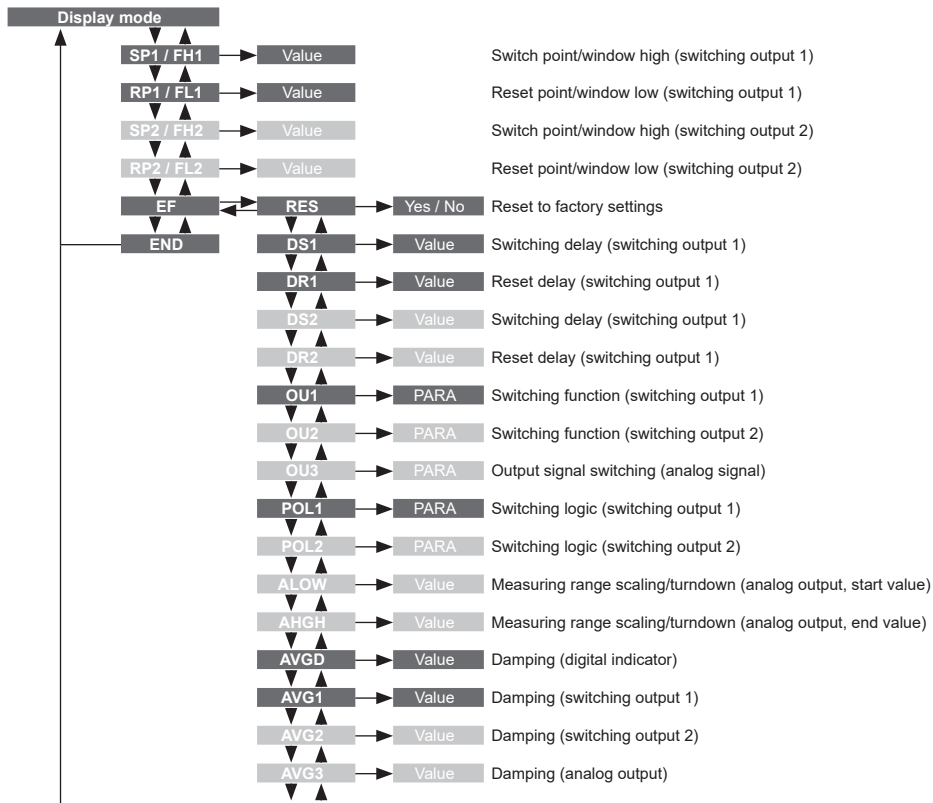 Display mode
SP1 / FH1 Value Switch point/window high (switching output 1)
RP1 / FL1 Value Reset point/window low (switching output 1)
SP2 / FH2 Value Switch point/window high (switching output 2)
RP2 / FL2 Value Reset point/window low (switching output 2)
EF RES Yes / No Reset to factory settings
END DS1 Value Switching delay (switching output 1)
DR1 Value Reset delay (switching output 1)
DS2 Value Switching delay (switching output 1)
DR2 Value Reset delay (switching output 1)
OU1 PARA Switching function (switching output 1)
OU2 PARA Switching function (switching output 2)
OU3 PARA Output signal switching (analog signal)
POL1 PARA Switching logic (switching output 1)
POL2 PARA Switching logic (switching output 2)
ALOW Value Measuring range scaling/turndown (analog output, start value)
AHGH Value Measuring range scaling/turndown (analog output, end value)
AVGD Value Damping (digital indicator)
AVG1 Value Damping (switching output 1)
AVG2 Value Damping (switching output 2)
AVG3 Value Damping (analog output)